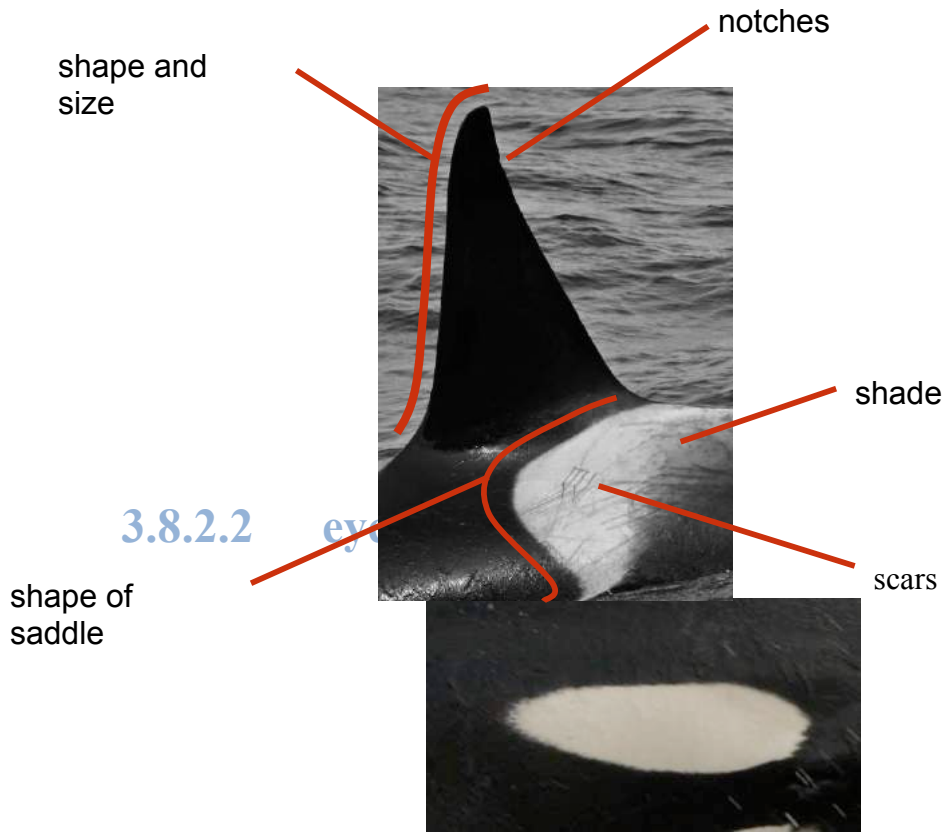 notches
shape and
size
shade
3.8.2.2
scars
shape of
saddle